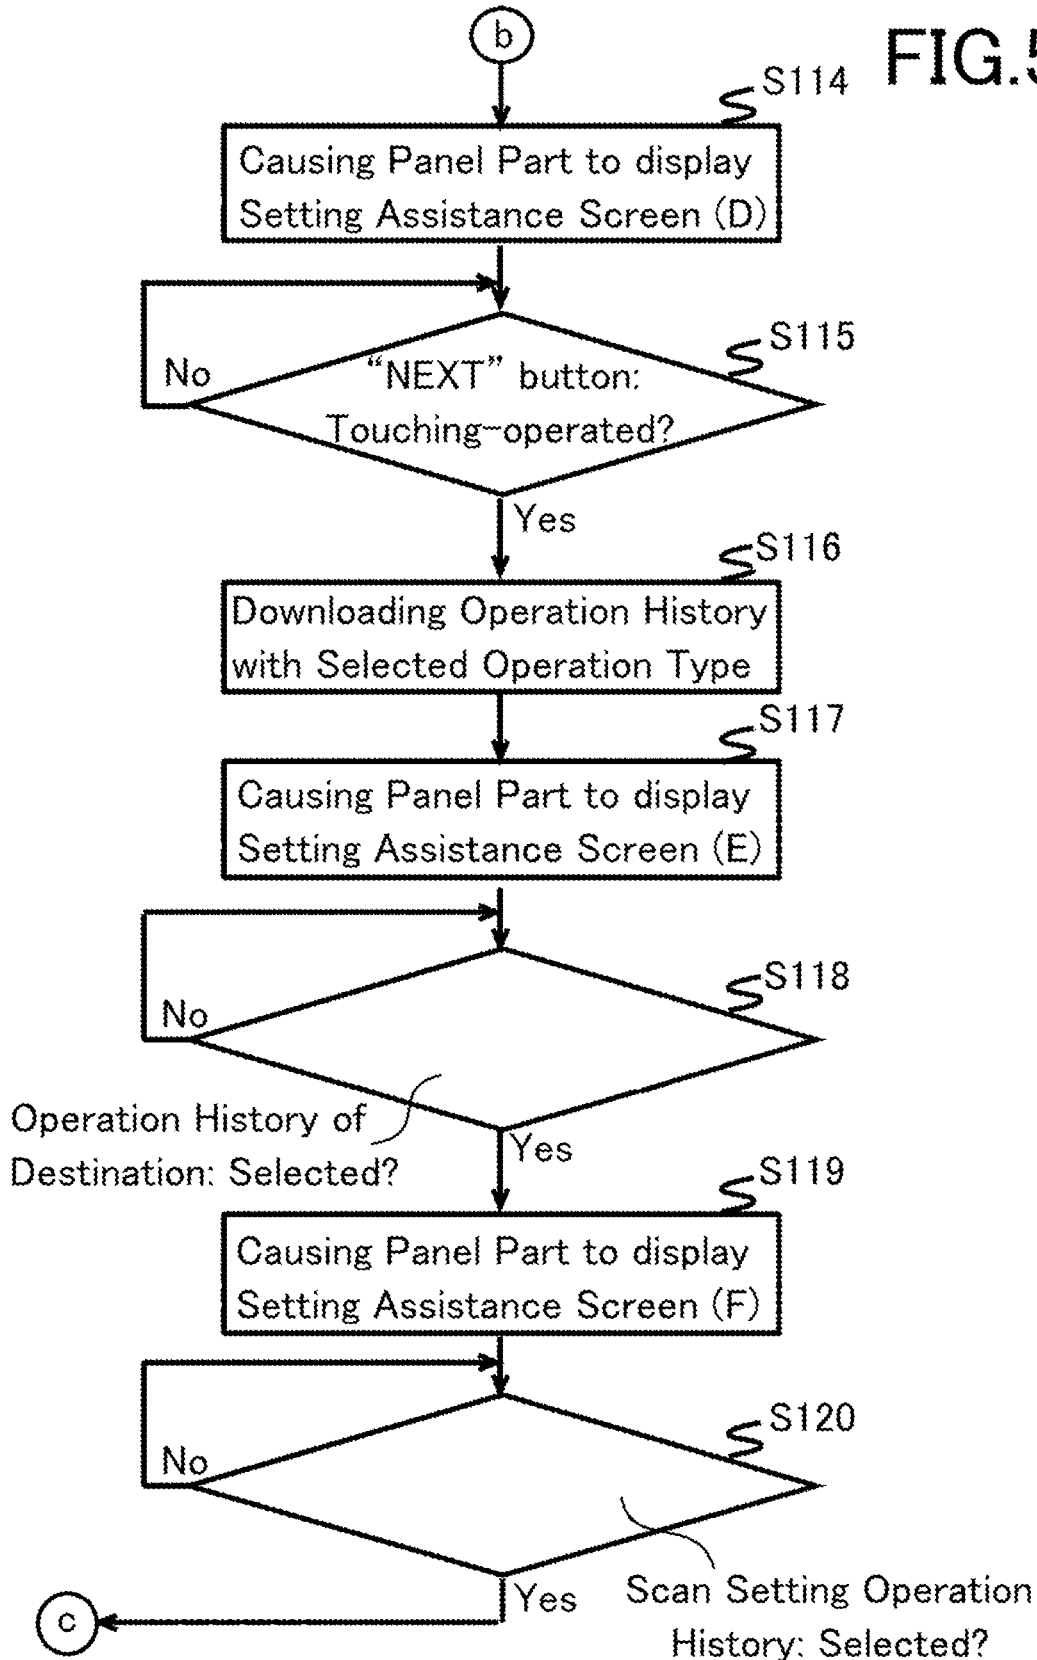 b
FIG.5
S114
Causing Panel Part to display
Setting Assistance Screen (D)
S115
No
“NEXT” button:
Touching-operated?
Yes
S116
Downloading Operation History
with Selected Operation Type
S117
Causing Panel Part to display
Setting Assistance Screen (E)
S118
No
Operation History of
Destination: Selected?
Yes
S119
Causing Panel Part to display
Setting Assistance Screen (F)
S120
No
Yes
Scan Setting Operation
History: Selected?
c